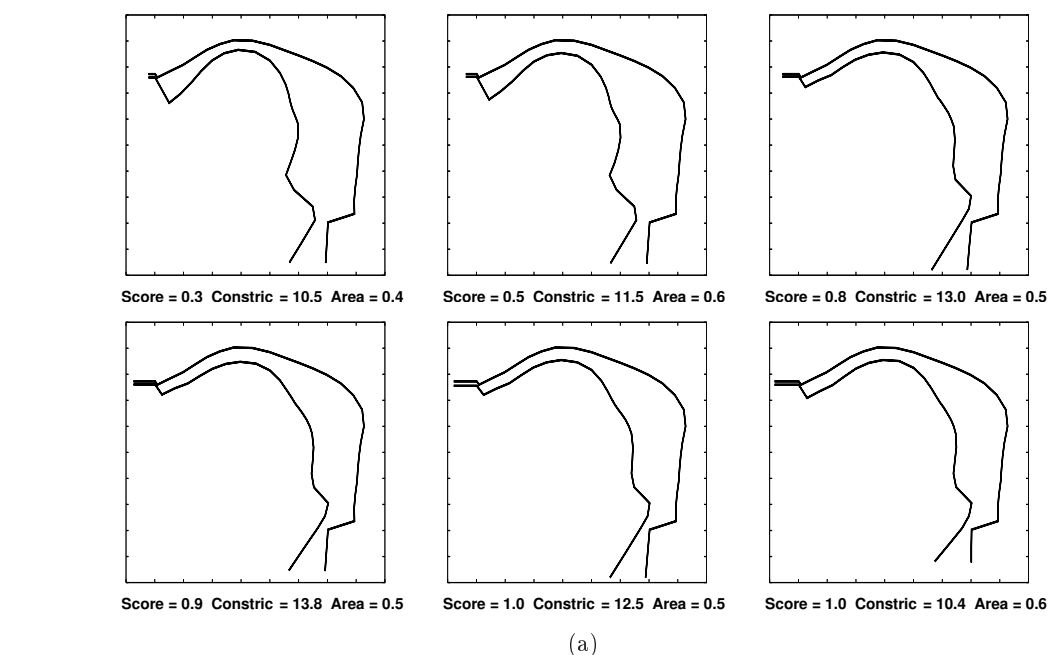 Score = 0.3 Constric = 10.5 Area = 0.4
Score = 0.5 Constric = 11.5 Area = 0.6
Score = 0.8 Constric = 13.0 Area = 0.5
Score = 0.9 Constric = 13.8 Area = 0.5
Score = 1.0 Constric = 12.5 Area = 0.5
Score = 1.0 Constric = 10.4 Area = 0.6
(a)